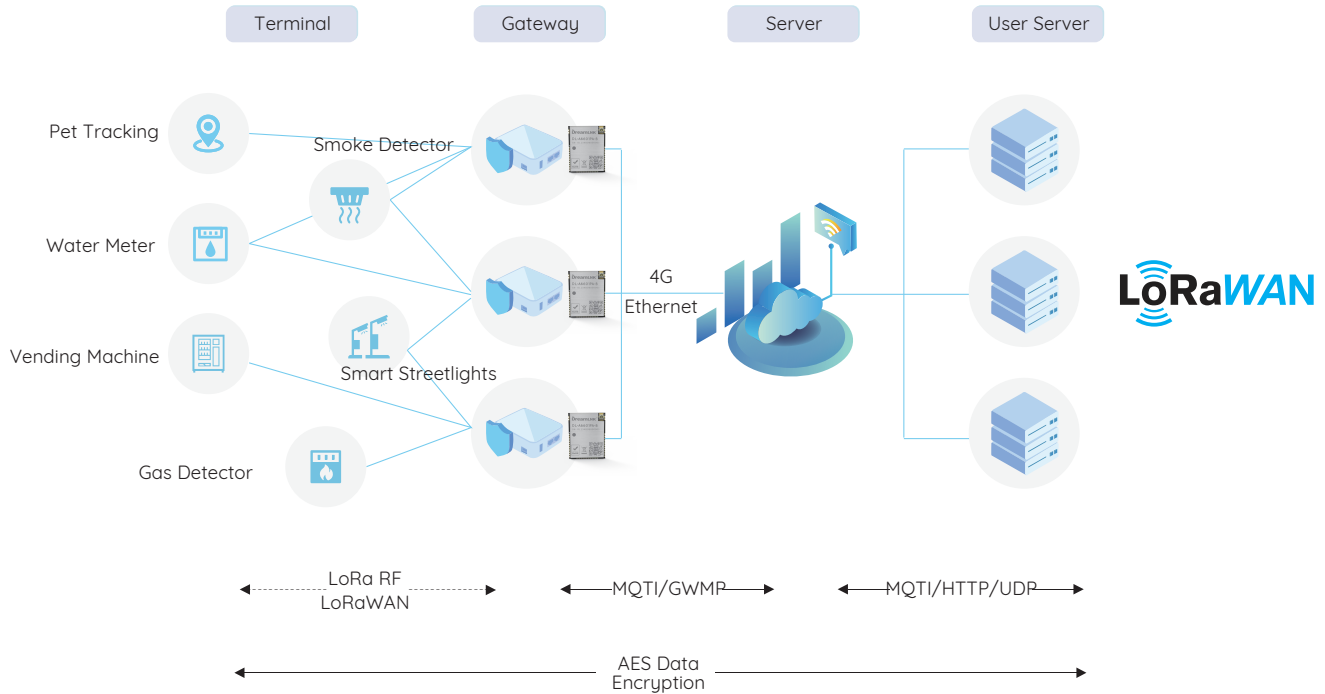 Terminal
Gateway
Server
User Server
Pet Tracking
Smoke Detector
Water Meter
4G
Ethernet
LoRaWAN
Vending Machine
Smart Streetlights
Gas Detector
LoRa RF
LoRaWAN
MQTI/GWMP
MQTI/HTTP/UDP
AES Data
Encryption